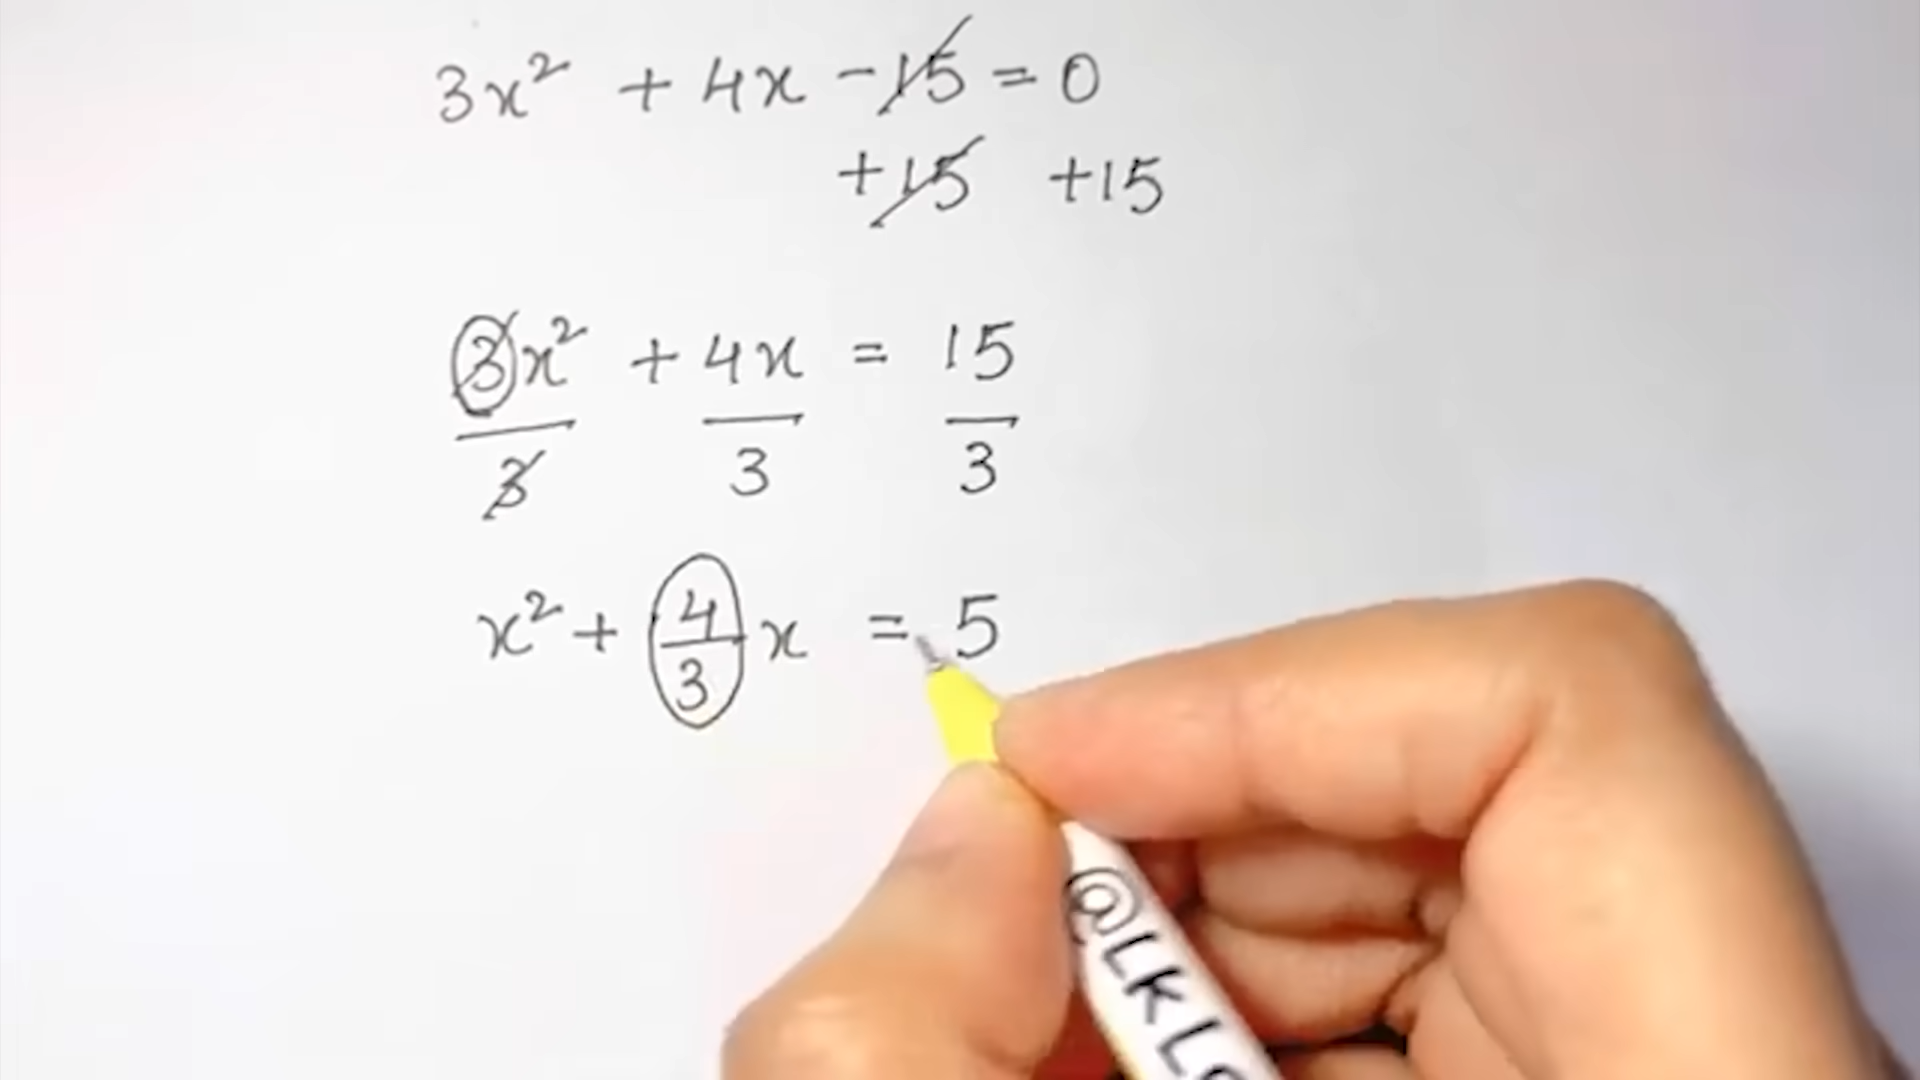 3x² + 4x - 15 = 0
+15 +15
3x² + 4x = 15
3 3 3
x² + 4/3 x = 5
@LKL